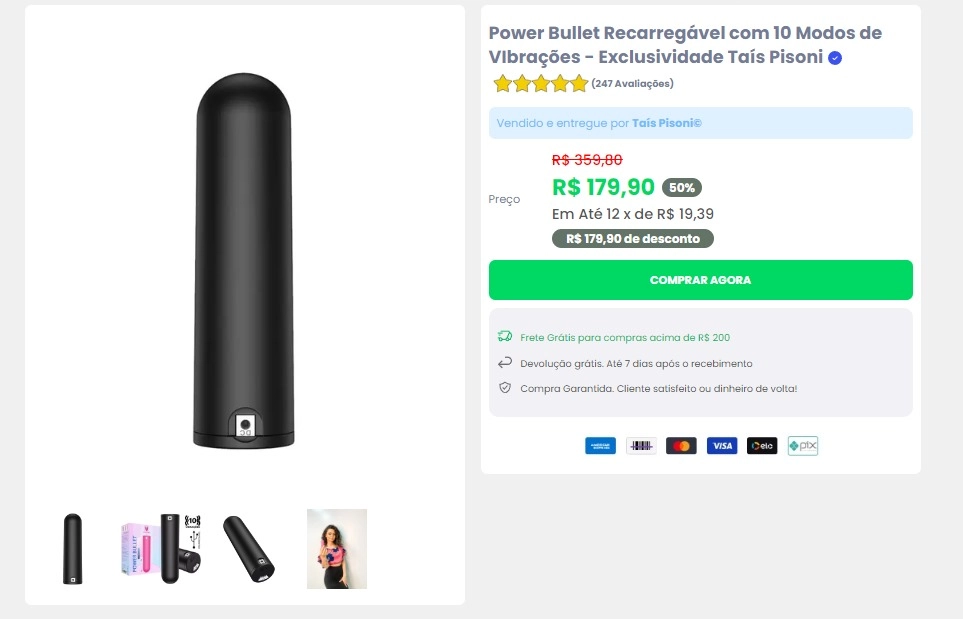 Power Bullet Recarregável com 10 Modos de
VIbrações - Exclusividade Taís Pisoni
(247 Avaliações)
Vendido e entregue por Taís Pisoni©
R$ 359,80
R$ 179,90 50%
Preço
Em Até 12 x de R$ 19,39
R$ 179,90 de desconto
COMPRAR AGORA
Frete Grátis para compras acima de R$ 200
Devolução grátis. Até 7 dias após o recebimento
Compra Garantida. Cliente satisfeito ou dinheiro de volta!
VISA elo pix
POWER BULLET
10